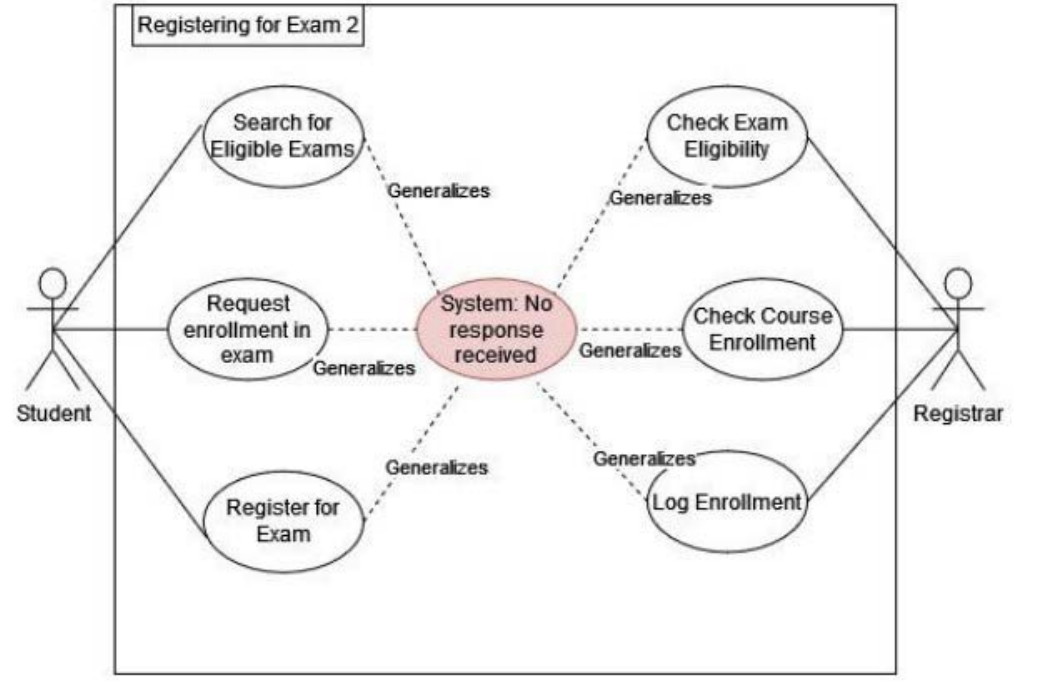 Registering for Exam 2
Search for
Eligible Exams
Check Exam
Eligibility
Generalizes
Generalizes
Request
enrollment in
exam
System: No
response
received
Check Course
Enrollment
Generalizes
Generalizes
Student
Registrar
Generalizes
Generalizes
Register for
Exam
Log Enrollment